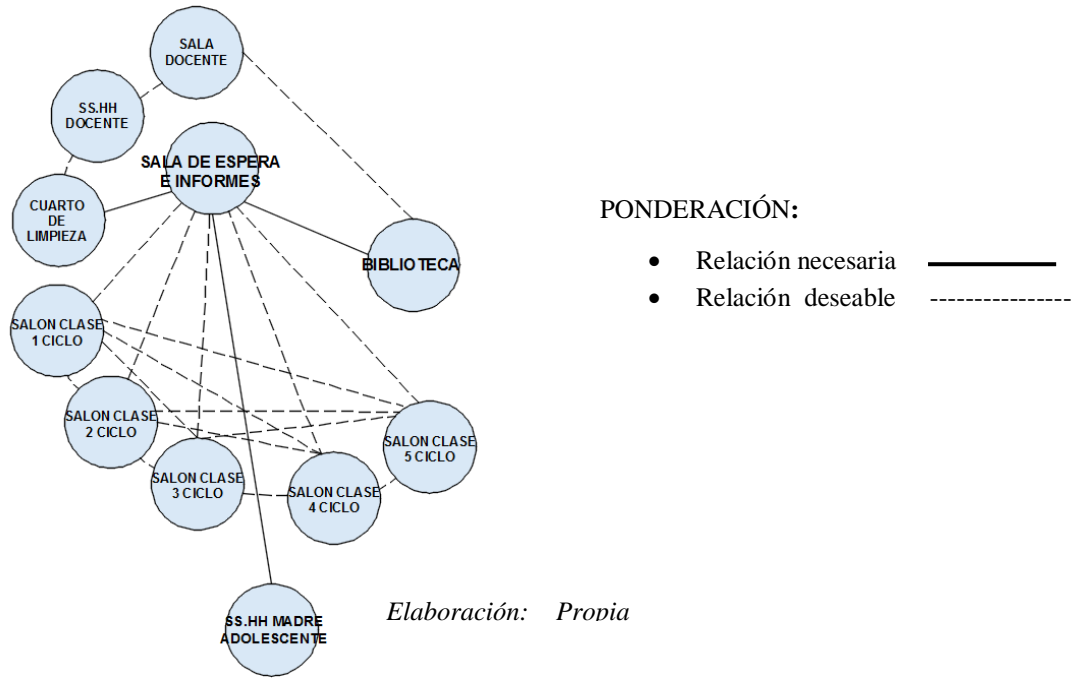 SALA
DOCENTE
SS.HH
DOCENTE
SALA DE ESPERA
E INFORMES
CUARTO
DE
LIMPIEZA
BIBLIOTECA
SALON CLASE
1 CICLO
SALON CLASE
2 CICLO
SALON CLASE
3 CICLO
SALON CLASE
4 CICLO
SALON CLASE
5 CICLO
SS.HH MADRE
ADOLESCENTE
PONDERACIÓN:
• Relación necesaria
• Relación deseable
Elaboración: Propia